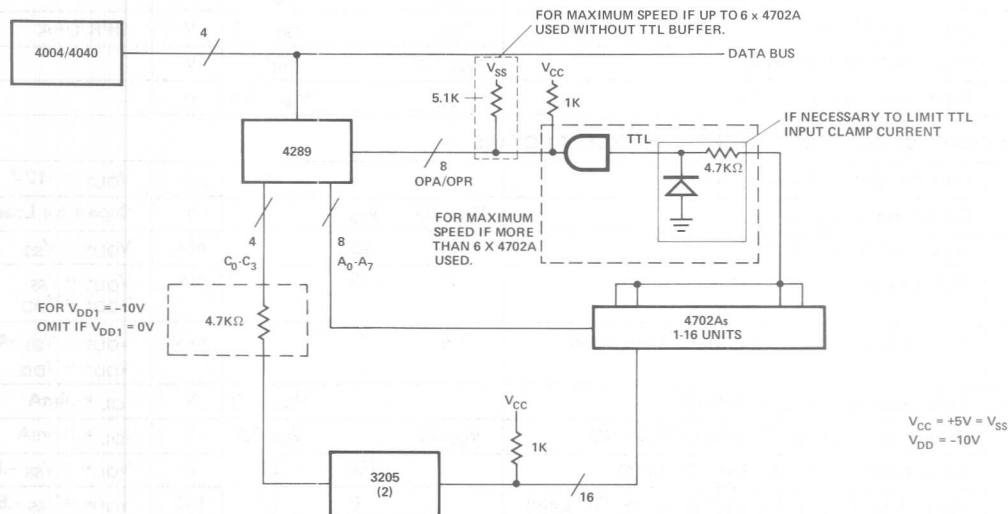 FOR MAXIMUM SPEED IF UP TO 6 x 4702A
USED WITHOUT TTL BUFFER.
4004/4040
4
DATA BUS
VSS
VCC
5.1K
1K
IF NECESSARY TO LIMIT TTL
INPUT CLAMP CURRENT
TTL
4289
8
OPA/OPR
4.7KΩ
FOR MAXIMUM
SPEED IF MORE
THAN 6 X 4702A
USED.
4
C0-C3
8
A0-A7
FOR VDD1 = -10V
OMIT IF VDD1 = 0V
4.7KΩ
4702As
1-16 UNITS
VCC
1K
VCC = +5V = VSS
VDD = -10V
3205
(2)
16